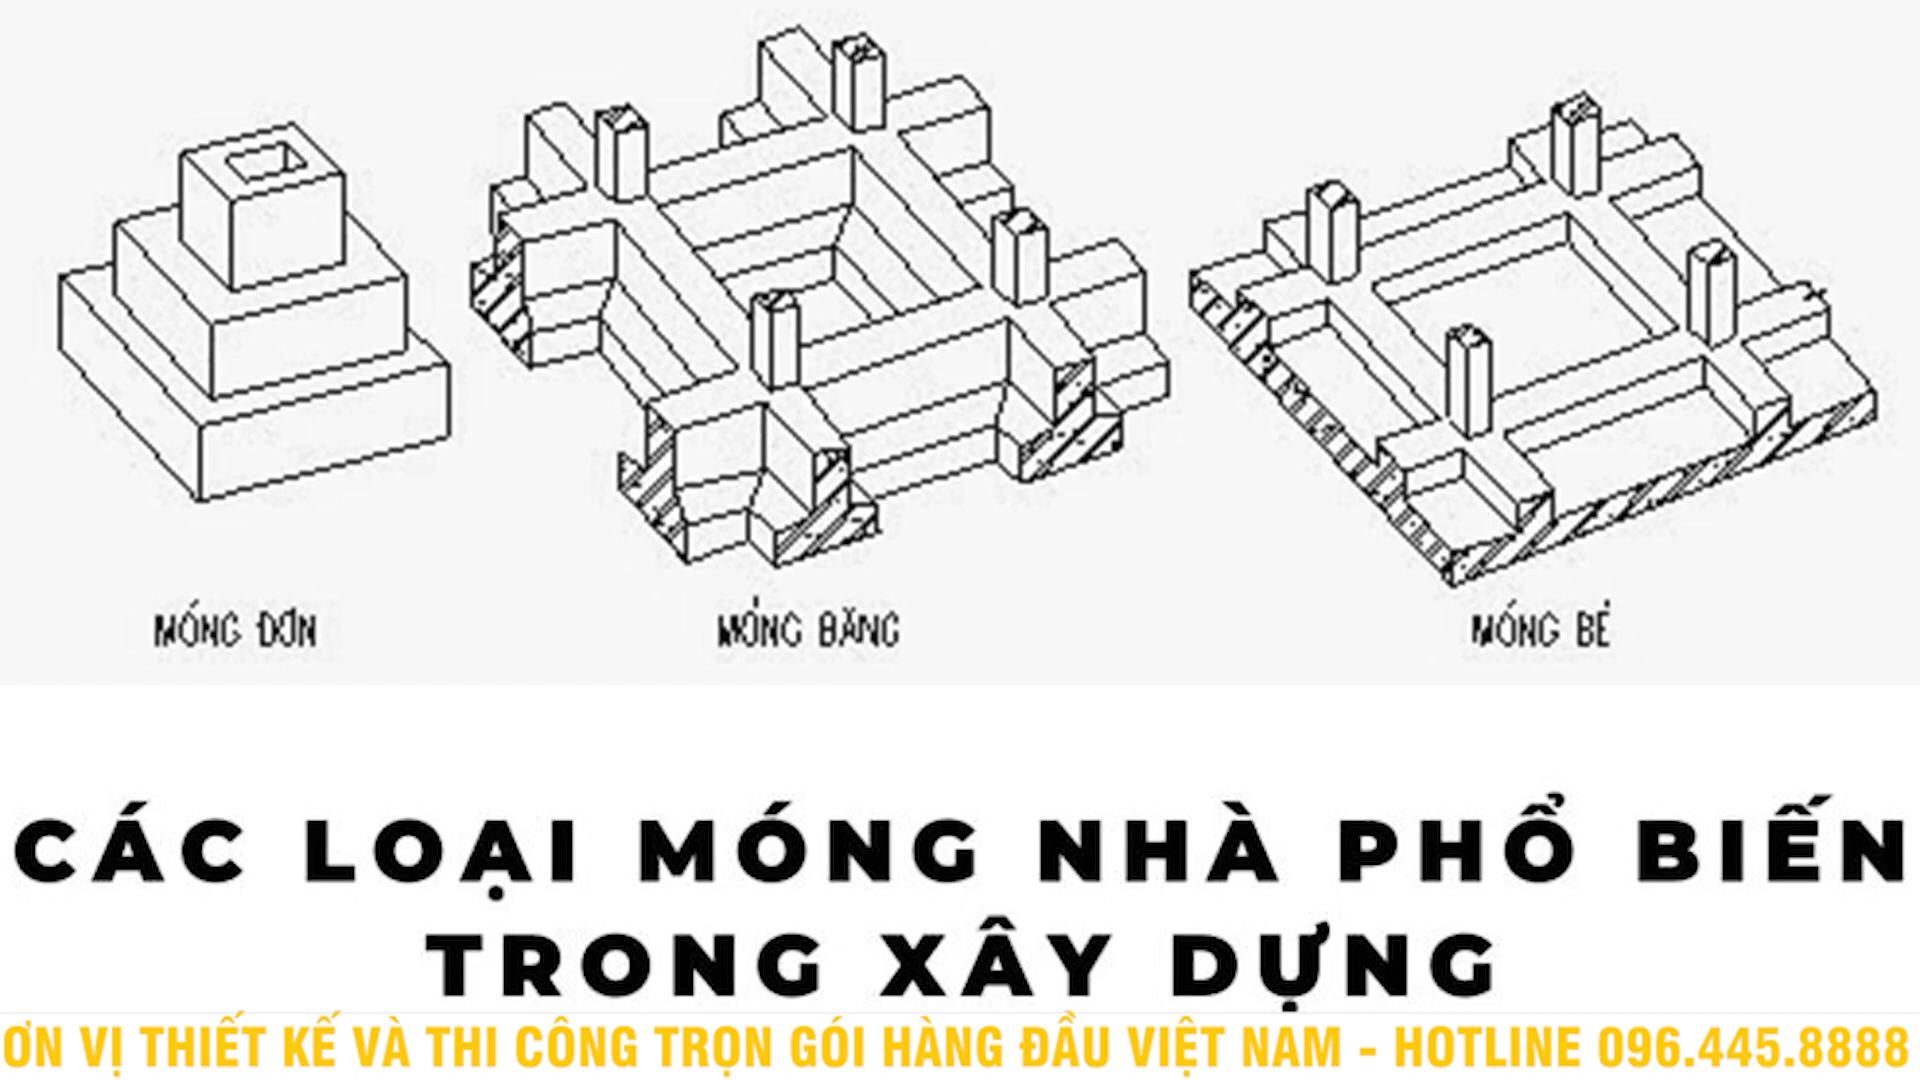 MÓNG ĐƠN
MÓNG BĂNG
MÓNG BÈ
CÁC LOẠI MÓNG NHÀ PHỔ BIẾN
TRONG XÂY DỰNG
ƠN VỊ THIẾT KẾ VÀ THI CÔNG TRỌN GÓI HÀNG ĐẦU VIỆT NAM - HOTLINE 096.445.8888